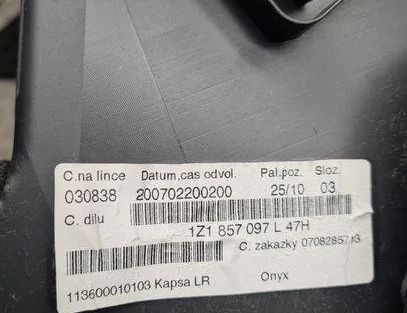 C.na lince Datum,cas odvol. Pal.poz. Sloz.
030838 200702200200 25/10 03
C. dilu 1Z1 857 097 L 47H
C. zakazky 0708285713
113600010103 Kapsa LR Onyx